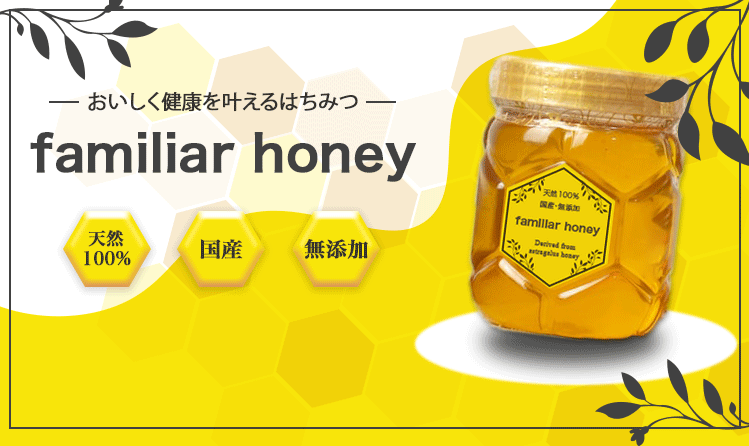 おいしく健康を叶えるはちみつ
familiar honey
天然
100%
国産
無添加
天然100%
国産・無添加
familiar honey
Derived from
astragalus honey